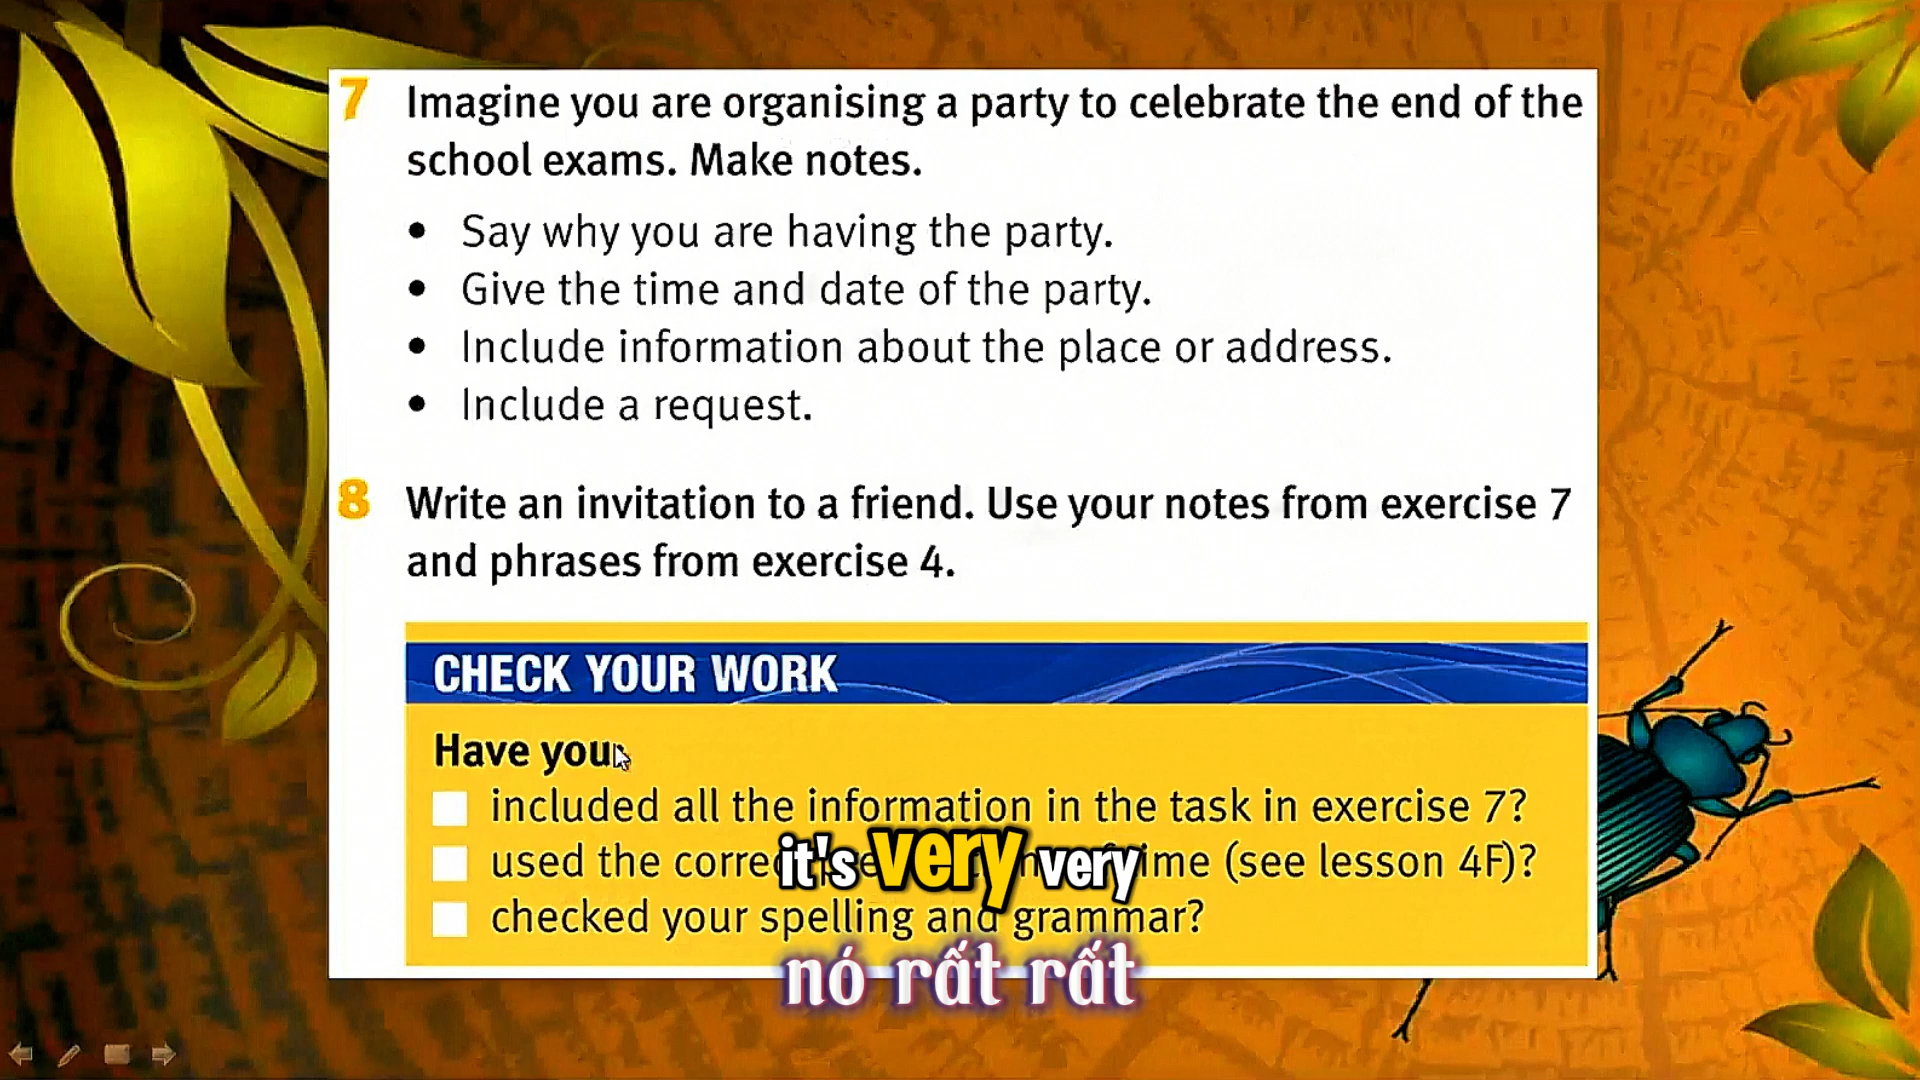 7 Imagine you are organising a party to celebrate the end of the
school exams. Make notes.
• Say why you are having the party.
• Give the time and date of the party.
• Include information about the place or address.
• Include a request.
8 Write an invitation to a friend. Use your notes from exercise 7
and phrases from exercise 4.
CHECK YOUR WORK
Have you
included all the information in the task in exercise 7?
used the (see lesson 4F)?
checked your spelling and grammar?
it's very very
nó rất rất